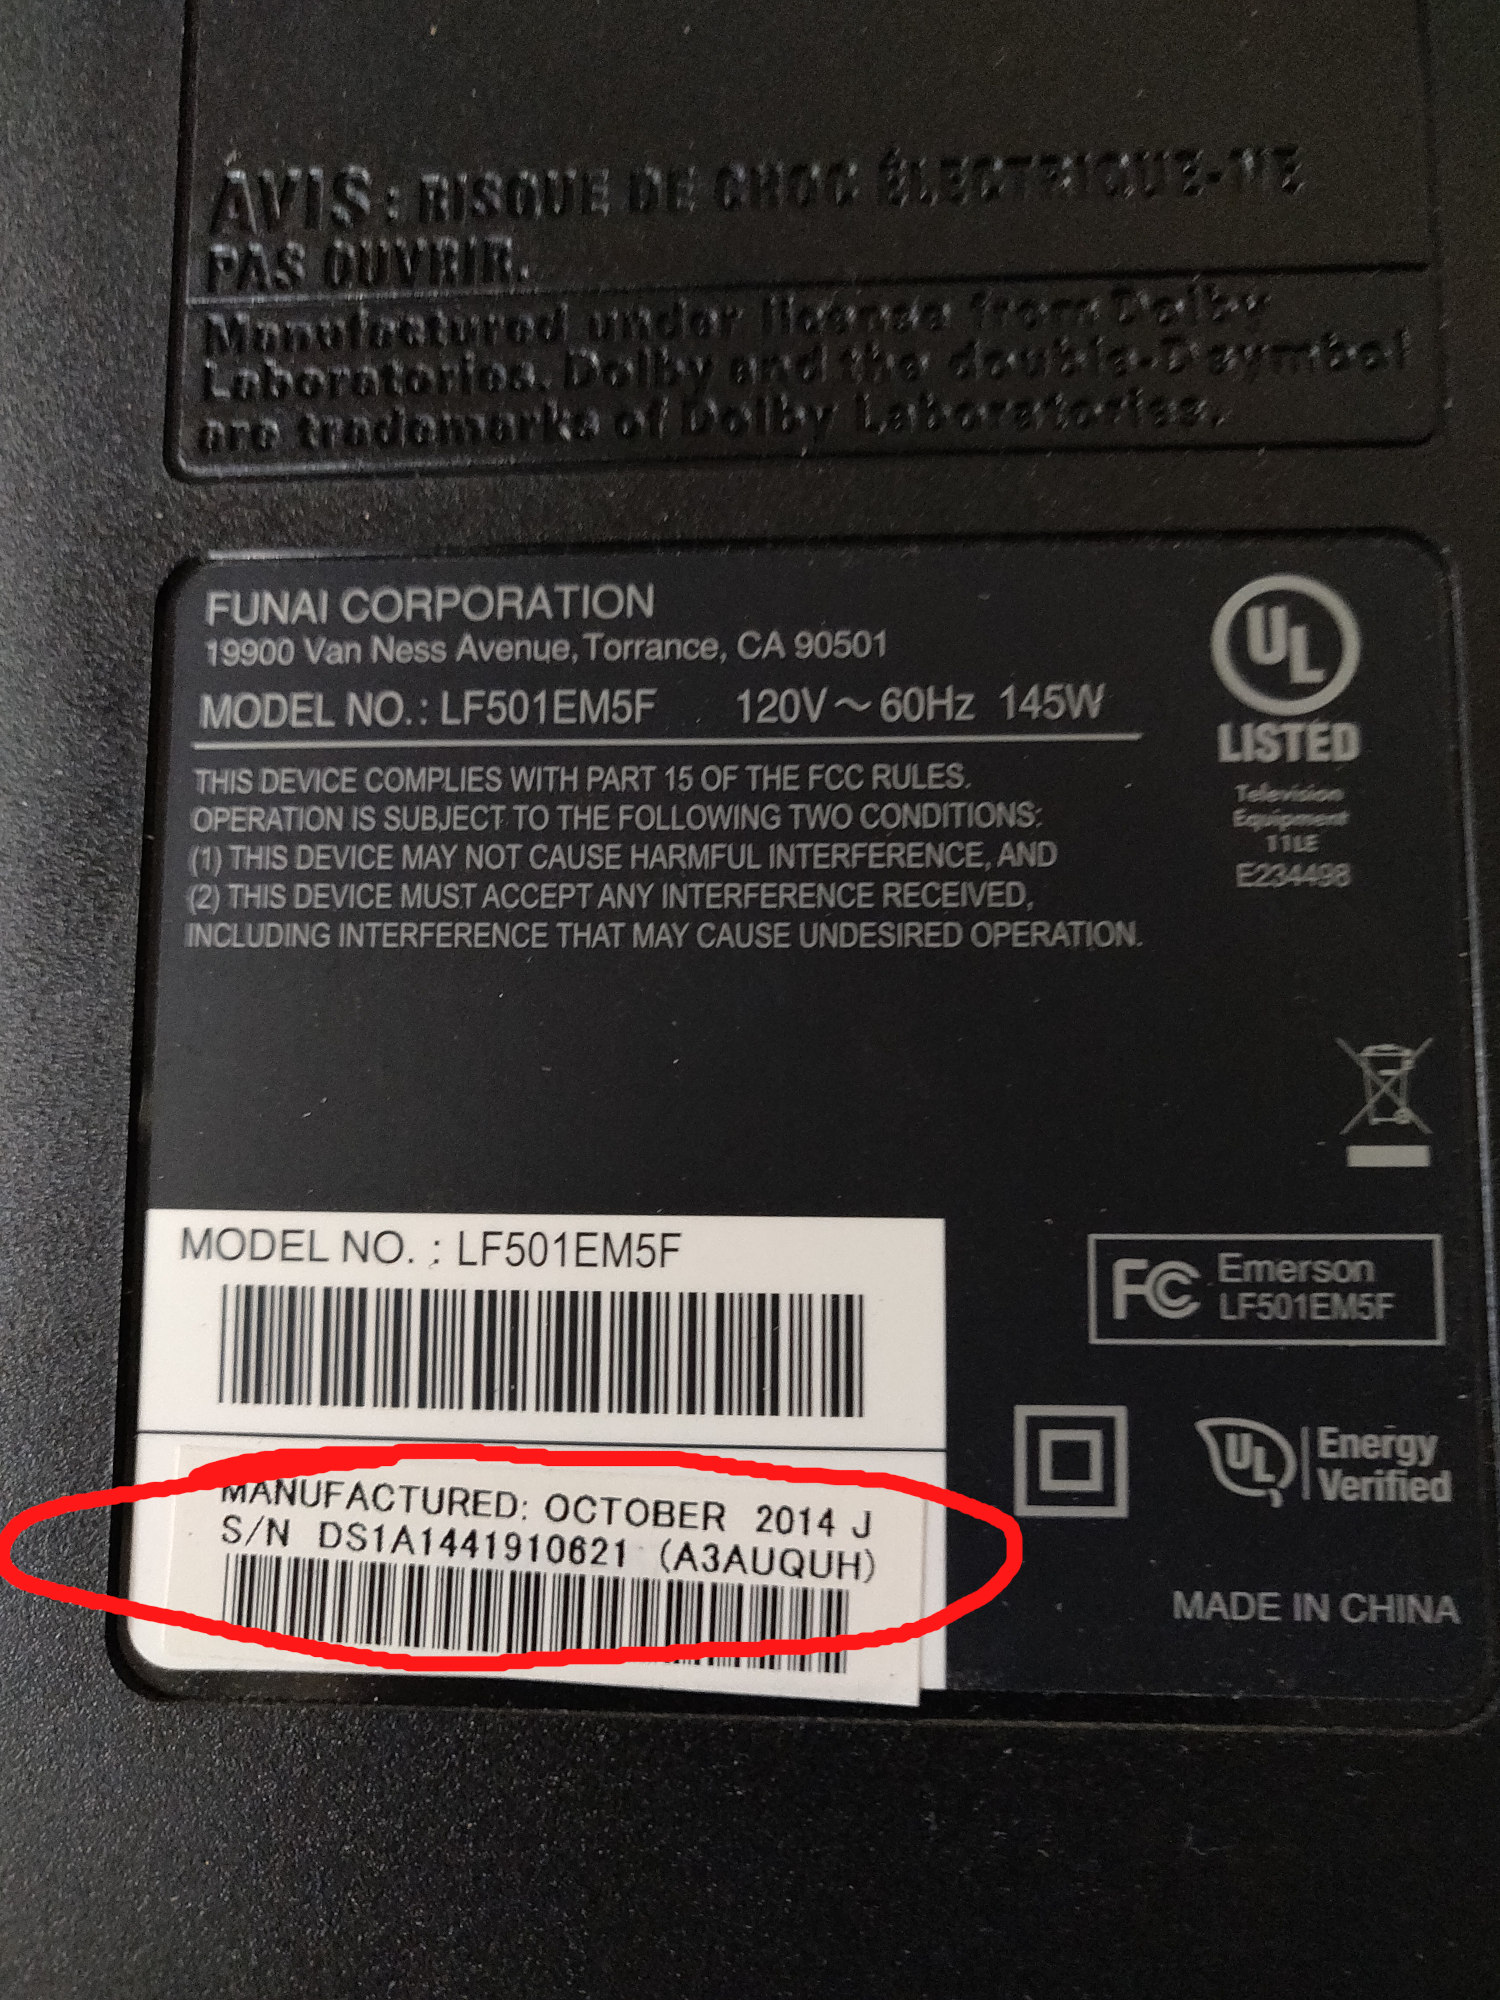 AVIS : RISQUE DE CHOC ÉLECTRIQUE-NE
PAS OUVRIR.
Manufactured under license from Dolby
Laboratories. Dolby and the double-D symbol
are trademarks of Dolby Laboratories.
FUNAI CORPORATION
19900 Van Ness Avenue, Torrance, CA 90501
MODEL NO.: LF501EM5F 120V ~ 60Hz 145W
THIS DEVICE COMPLIES WITH PART 15 OF THE FCC RULES.
OPERATION IS SUBJECT TO THE FOLLOWING TWO CONDITIONS:
(1) THIS DEVICE MAY NOT CAUSE HARMFUL INTERFERENCE, AND
(2) THIS DEVICE MUST ACCEPT ANY INTERFERENCE RECEIVED,
INCLUDING INTERFERENCE THAT MAY CAUSE UNDESIRED OPERATION.
UL
LISTED
Television
Equipment
11LE
E234498
MODEL NO. : LF501EM5F
FC Emerson
LF501EM5F
UL Energy
Verified
MANUFACTURED: OCTOBER 2014 J
S/N DS1A1441910621 (A3AUQUH)
MADE IN CHINA